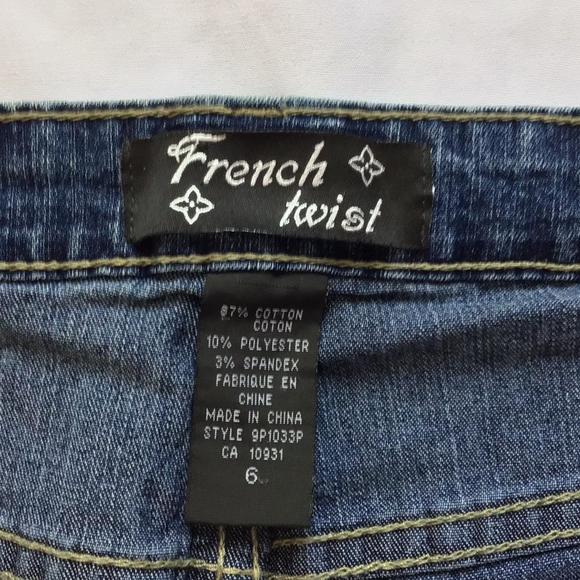 French
twist
87% COTTON
COTON
10% POLYESTER
3% SPANDEX
FABRIQUE EN
CHINE
MADE IN CHINA
STYLE 9P1033P
CA 10931
6